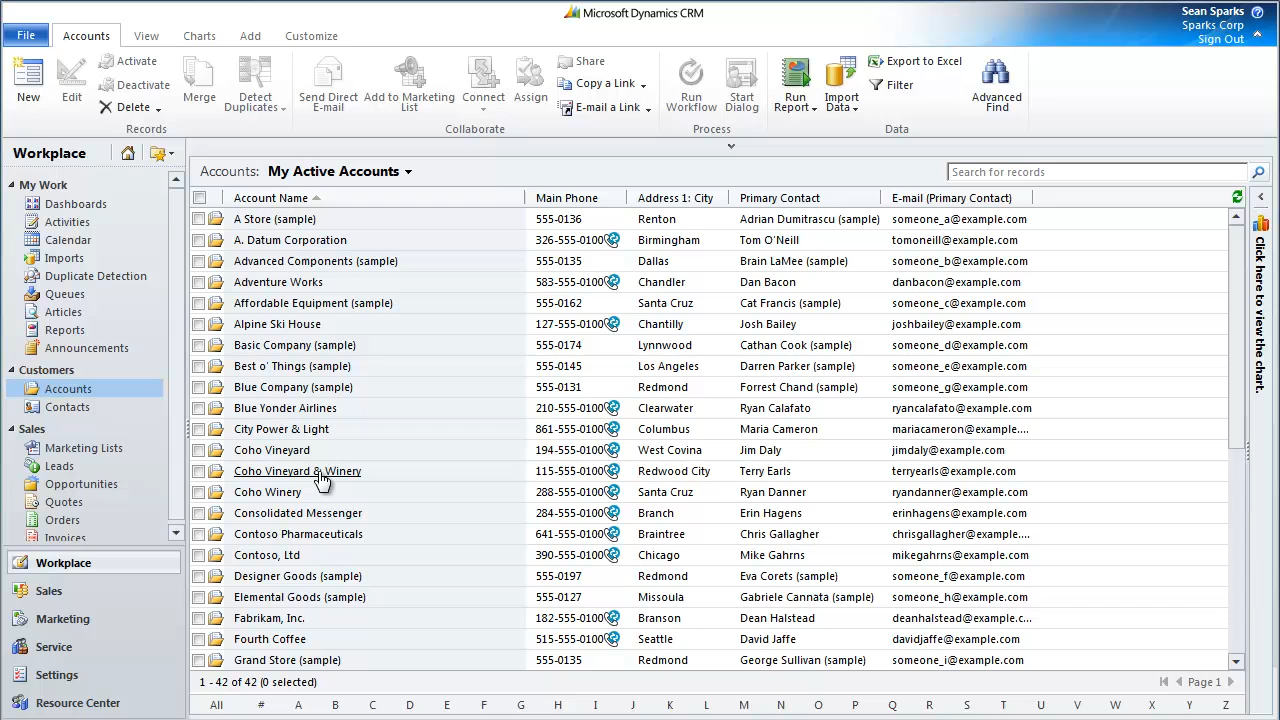 Microsoft Dynamics CRM
Sean Sparks
Sparks Corp
Sign Out
File
Accounts
View
Charts
Add
Customize
New
Edit
Activate
Deactivate
Delete
Merge
Detect Duplicates
Records
Send Direct E-mail
Add to Marketing List
Connect
Assign
Share
Copy a Link
E-mail a Link
Collaborate
Run Workflow
Start Dialog
Process
Run Report
Import Data
Export to Excel
Filter
Advanced Find
Data
Workplace
My Work
Dashboards
Activities
Calendar
Imports
Duplicate Detection
Queues
Articles
Reports
Announcements
Customers
Accounts
Contacts
Sales
Marketing Lists
Leads
Opportunities
Quotes
Orders
Invoices
Workplace
Sales
Marketing
Service
Settings
Resource Center
Accounts: My Active Accounts
Search for records
Account Name Main Phone Address 1: City Primary Contact E-mail (Primary Contact)
A Store (sample) 555-0136 Renton Adrian Dumitrascu (sample) someone_a@example.com
A. Datum Corporation 326-555-0100 Birmingham Tom O'Neill tomoneill@example.com
Advanced Components (sample) 555-0135 Dallas Brain LaMee (sample) someone_b@example.com
Adventure Works 583-555-0100 Chandler Dan Bacon danbacon@example.com
Affordable Equipment (sample) 555-0162 Santa Cruz Cat Francis (sample) someone_c@example.com
Alpine Ski House 127-555-0100 Chantilly Josh Bailey joshbailey@example.com
Basic Company (sample) 555-0174 Lynnwood Cathan Cook (sample) someone_d@example.com
Best o' Things (sample) 555-0145 Los Angeles Darren Parker (sample) someone_e@example.com
Blue Company (sample) 555-0131 Redmond Forrest Chand (sample) someone_g@example.com
Blue Yonder Airlines 210-555-0100 Clearwater Ryan Calafato ryancalafato@example.com
City Power & Light 861-555-0100 Columbus Maria Cameron mariacameron@example....
Coho Vineyard 194-555-0100 West Covina Jim Daly jimdaly@example.com
Coho Vineyard & Winery 115-555-0100 Redwood City Terry Earls terryearls@example.com
Coho Winery 288-555-0100 Santa Cruz Ryan Danner ryandanner@example.com
Consolidated Messenger 284-555-0100 Branch Erin Hagens erinhagens@example.com
Contoso Pharmaceuticals 641-555-0100 Braintree Chris Gallagher chrisgallagher@example....
Contoso, Ltd 390-555-0100 Chicago Mike Gahrns mikegahrns@example.com
Designer Goods (sample) 555-0197 Redmond Eva Corets (sample) someone_f@example.com
Elemental Goods (sample) 555-0127 Missoula Gabriele Cannata (sample) someone_h@example.com
Fabrikam, Inc. 182-555-0100 Branson Dean Halstead deanhalstead@example.c...
Fourth Coffee 515-555-0100 Seattle David Jaffe davidjaffe@example.com
Grand Store (sample) 555-0135 Redmond George Sullivan (sample) someone_i@example.com
1 - 42 of 42 (0 selected)
Page 1
All # A B C D E F G H I J K L M N O P Q R S T U V W X Y Z
Click here to view the chart.